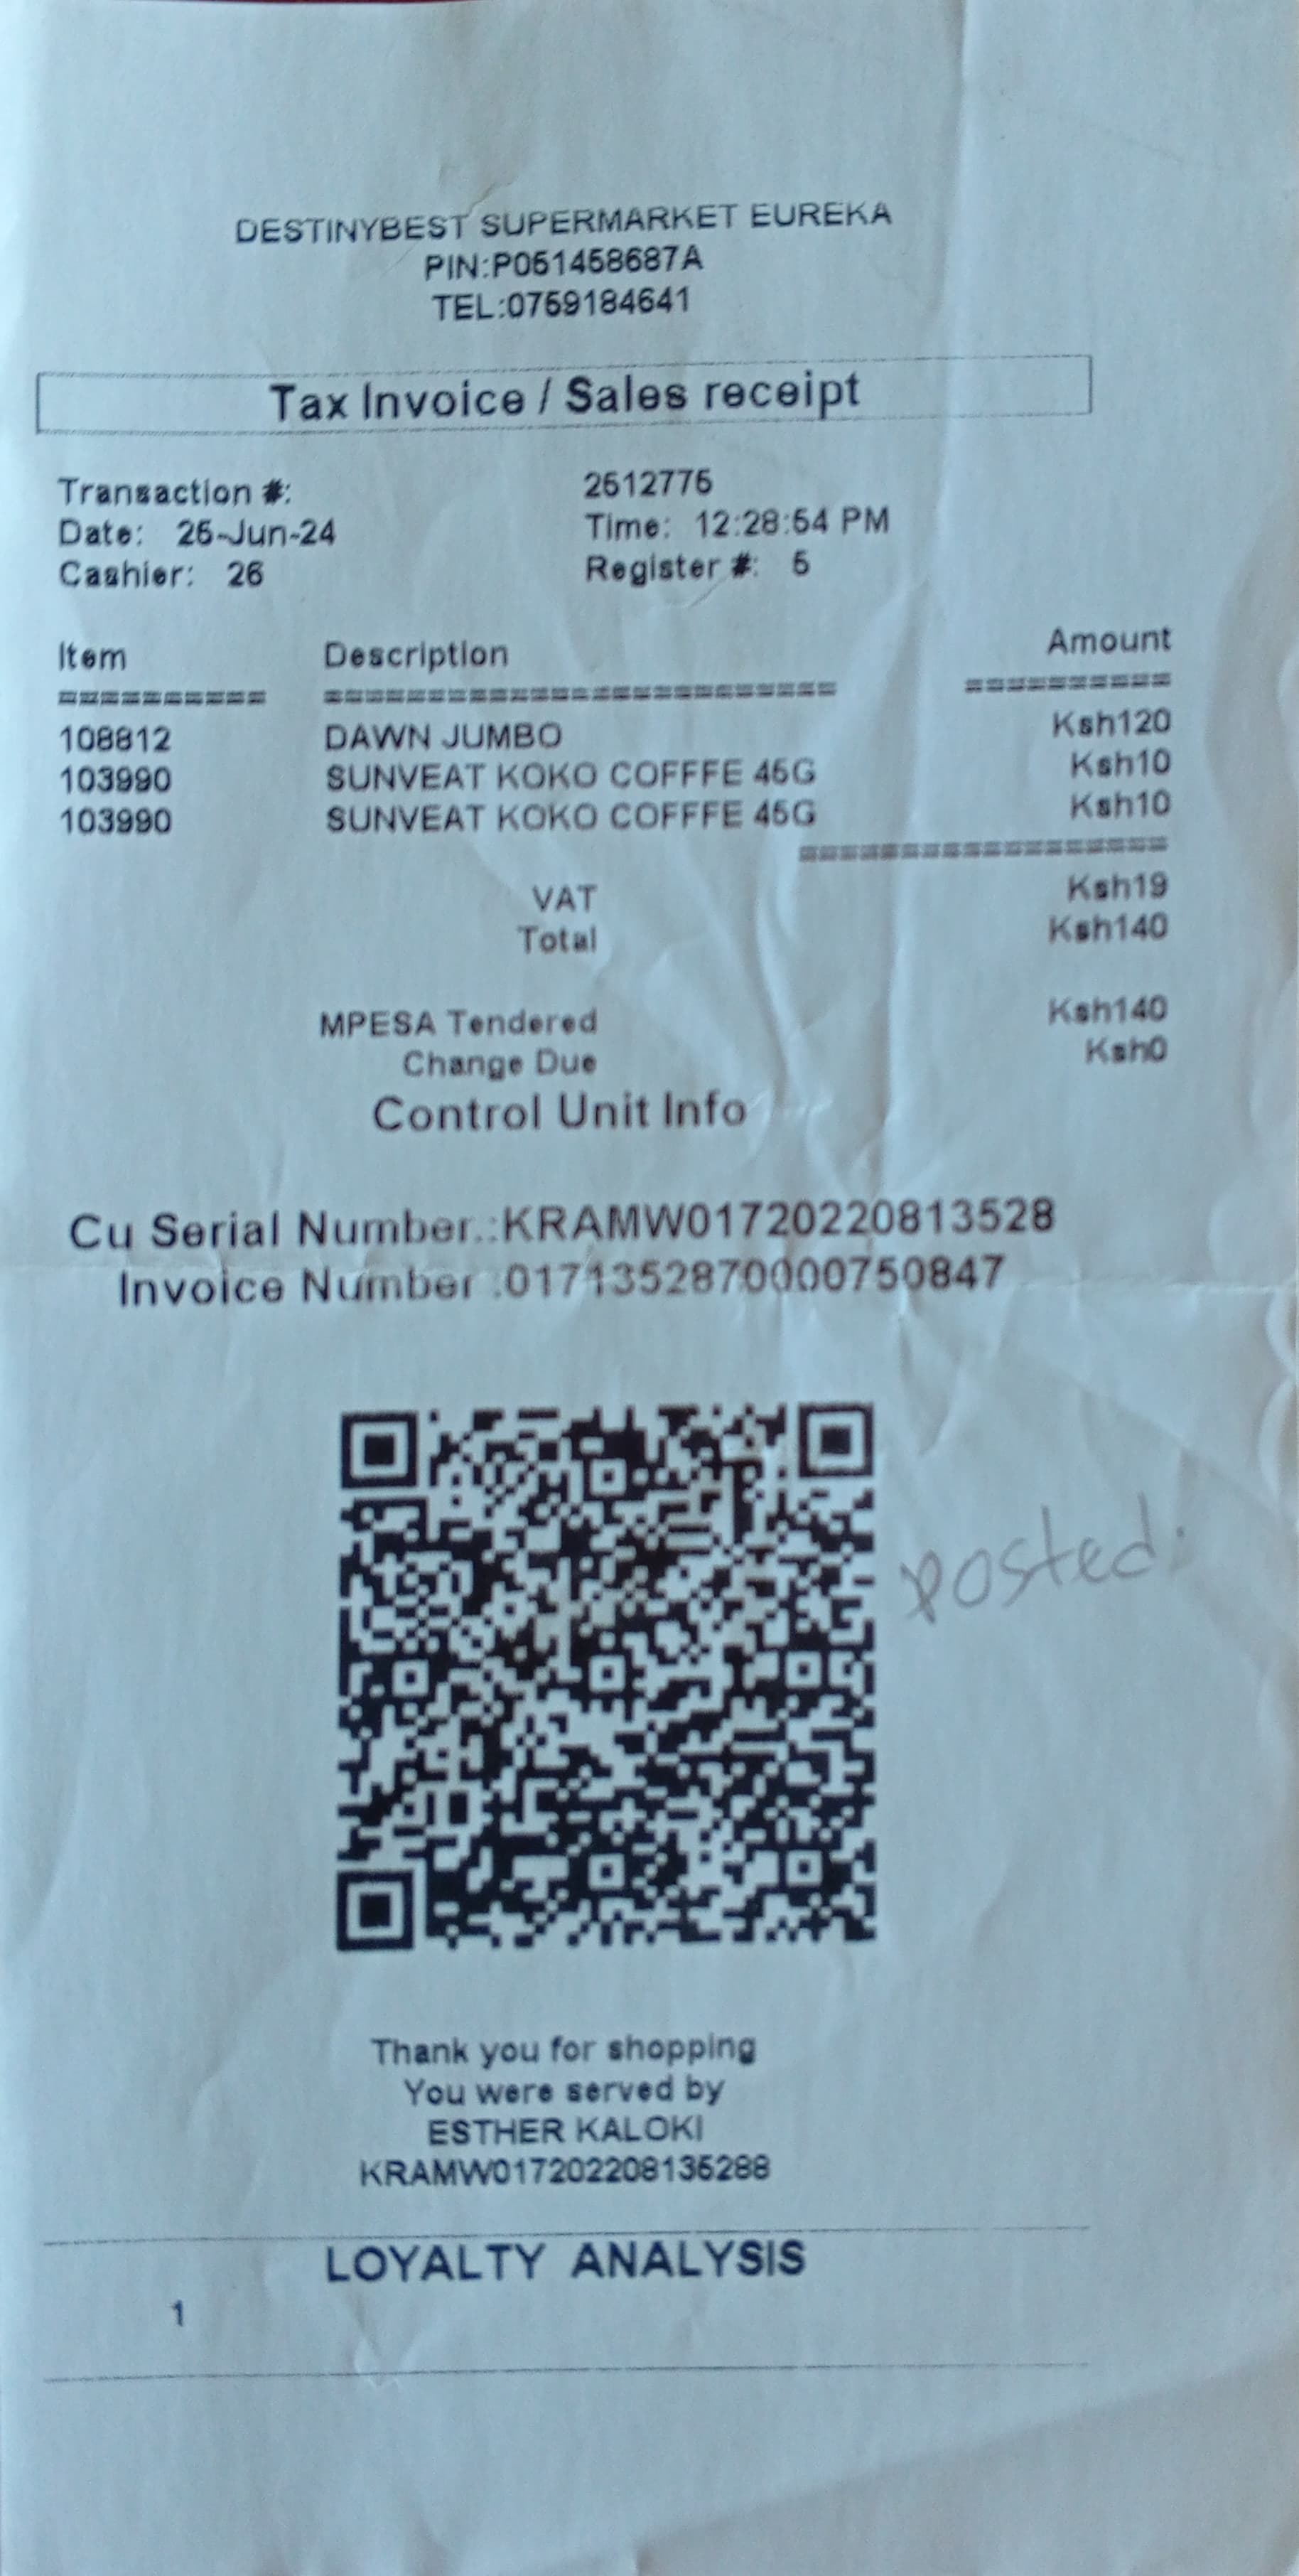 DESTINYBEST SUPERMARKET EUREKA
PIN:P051458687A
TEL:0759184641
Tax Invoice / Sales receipt
Transaction #: 2512775
Date: 25-Jun-24 Time: 12:28:54 PM
Cashier: 26 Register #: 5
Item Description Amount
========== ========================= ==========
108812 DAWN JUMBO Ksh120
103990 SUNVEAT KOKO COFFFE 45G Ksh10
103990 SUNVEAT KOKO COFFFE 45G Ksh10
==================
VAT Ksh19
Total Ksh140
MPESA Tendered Ksh140
Change Due Ksh0
Control Unit Info
Cu Serial Number.:KRAMW01720220813528
Invoice Number :0171352870000750847
posted.
Thank you for shopping
You were served by
ESTHER KALOKI
KRAMW017202208135288
LOYALTY ANALYSIS
1